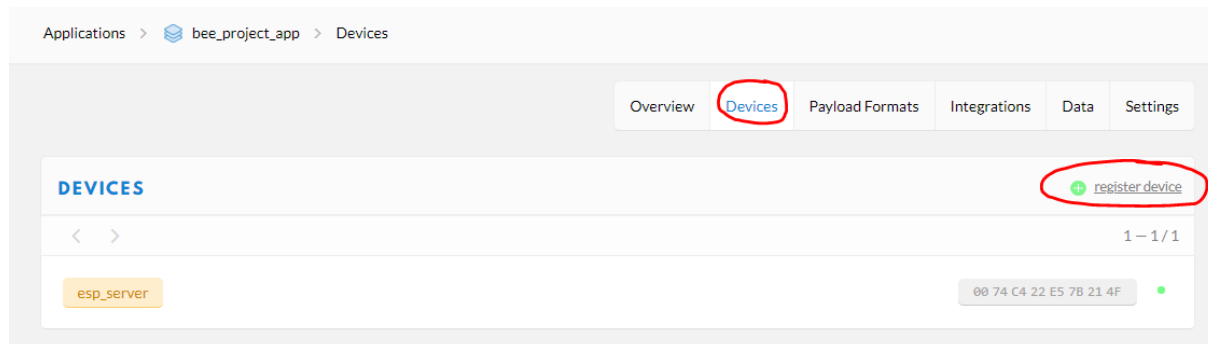 Applications > bee_project_app > Devices
Overview Devices Payload Formats Integrations Data Settings
DEVICES register device
< > 1 — 1 / 1
esp_server 00 74 C4 22 E5 7B 21 4F